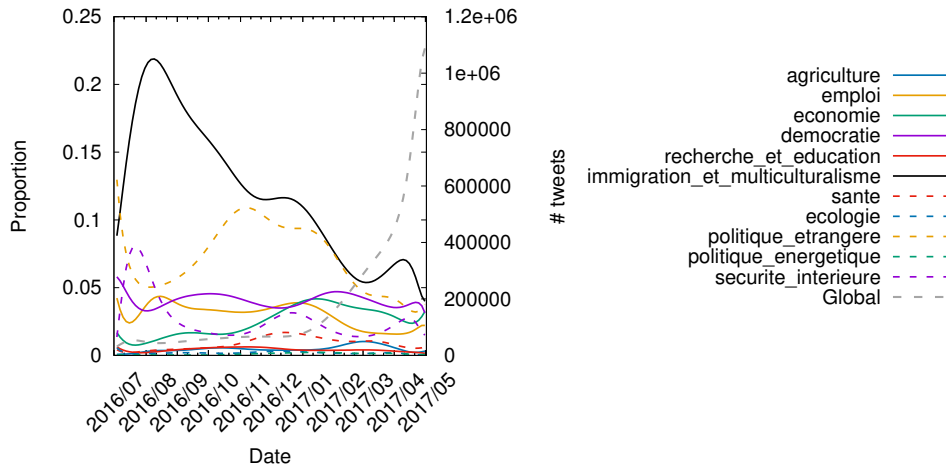 0.25
0.2
0.15
0.1
0.05
0
Proportion
1.2e+06
1e+06
800000
600000
400000
200000
0
# tweets
2016/07
2016/08
2016/09
2016/10
2016/11
2016/12
2017/01
2017/02
2017/03
2017/04
2017/05
Date
agriculture
emploi
economie
democratie
recherche_et_education
immigration_et_multiculturalisme
sante
ecologie
politique_etrangere
politique_energetique
securite_interieure
Global